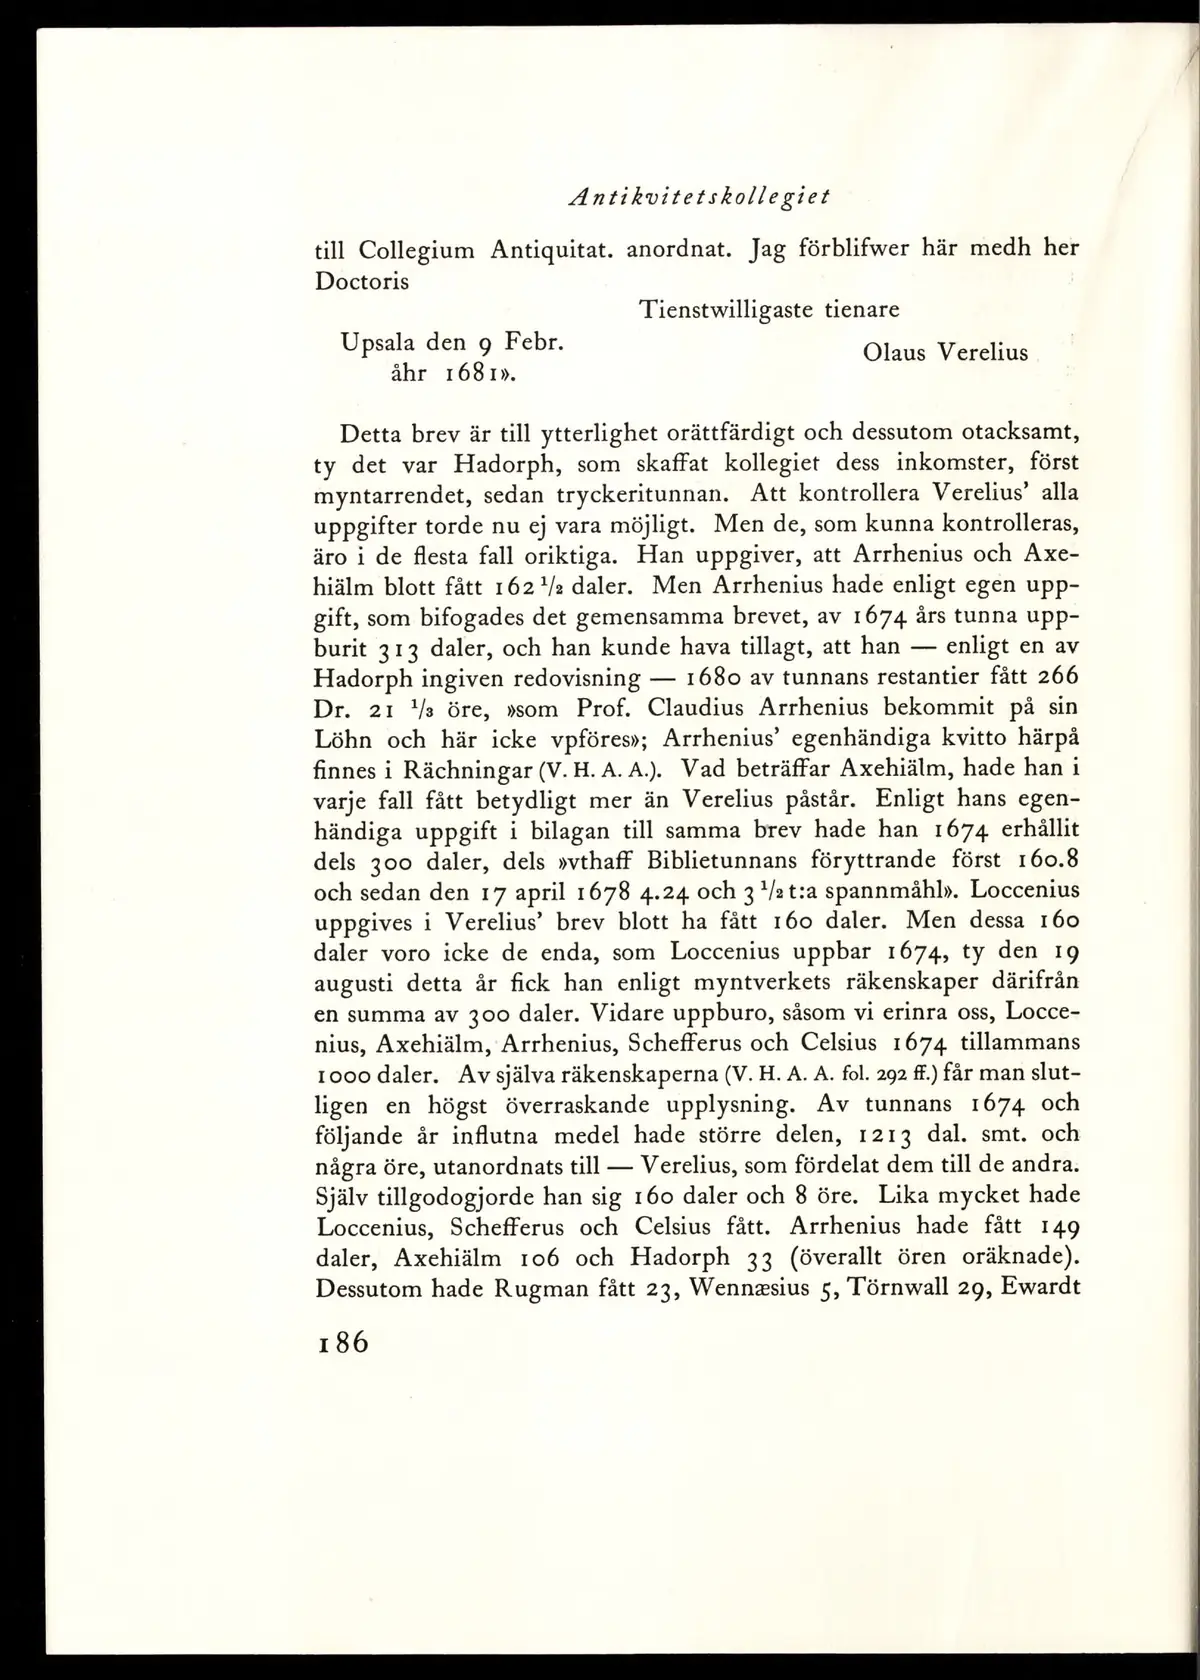 Antikvitetskollegiet
till Collegium Antiquitat. anordnat. Jag förblifwer här medh her
Doctoris
Tienstwilligaste tienare
Upsala den 9 Febr.
Olaus Verelius
åhr 1681».
Detta brev är till ytterlighet orättfärdigt och dessutom otacksamt,
ty det var Hadorph, som skaffat kollegiet dess inkomster, först
myntarrendet, sedan tryckeritunnan. Att kontrollera Verelius’ alla
uppgifter torde nu ej vara möjligt. Men de, som kunna kontrolleras,
äro i de flesta fall oriktiga. Han uppgiver, att Arrhenius och Axe-
hiälm blott fått 162 1/2 daler. Men Arrhenius hade enligt egen upp-
gift, som bifogades det gemensamma brevet, av 1674 års tunna upp-
burit 313 daler, och han kunde hava tillagt, att han — enligt en av
Hadorph ingiven redovisning — 1680 av tunnans restantier fått 266
Dr. 21 1/3 öre, »som Prof. Claudius Arrhenius bekommit på sin
Löhn och här icke vpföres»; Arrhenius’ egenhändiga kvitto härpå
finnes i Rächningar (V. H. A. A.). Vad beträffar Axehiälm, hade han i
varje fall fått betydligt mer än Verelius påstår. Enligt hans egen-
händiga uppgift i bilagan till samma brev hade han 1674 erhållit
dels 300 daler, dels »vthaff Biblietunnans föryttrande först 160.8
och sedan den 17 april 1678 4.24 och 3 1/2 t:a spannmåhl». Loccenius
uppgives i Verelius’ brev blott ha fått 160 daler. Men dessa 160
daler voro icke de enda, som Loccenius uppbar 1674, ty den 19
augusti detta år fick han enligt myntverkets räkenskaper därifrån
en summa av 300 daler. Vidare uppburo, såsom vi erinra oss, Locce-
nius, Axehiälm, Arrhenius, Schefferus och Celsius 1674 tillammans
1000 daler. Av själva räkenskaperna (V. H. A. A. fol. 292 ff.) får man slut-
ligen en högst överraskande upplysning. Av tunnans 1674 och
följande år influtna medel hade större delen, 1213 dal. smt. och
några öre, utanordnats till — Verelius, som fördelat dem till de andra.
Själv tillgodogjorde han sig 160 daler och 8 öre. Lika mycket hade
Loccenius, Schefferus och Celsius fått. Arrhenius hade fått 149
daler, Axehiälm 106 och Hadorph 33 (överallt ören oräknade).
Dessutom hade Rugman fått 23, Wennæsius 5, Törnwall 29, Ewardt
186